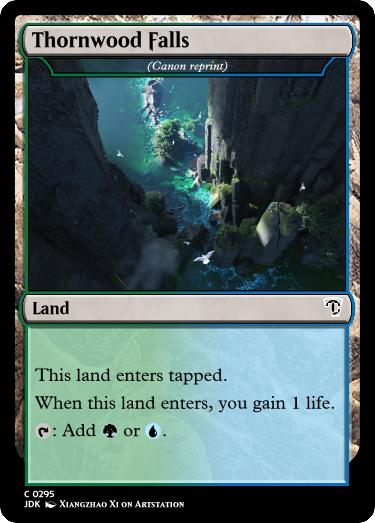 Thornwood Falls
(Canon reprint)
Land
This land enters tapped.
When this land enters, you gain 1 life.
: Add or .
C 0295
JDK Xiangzhao Xi on Artstation